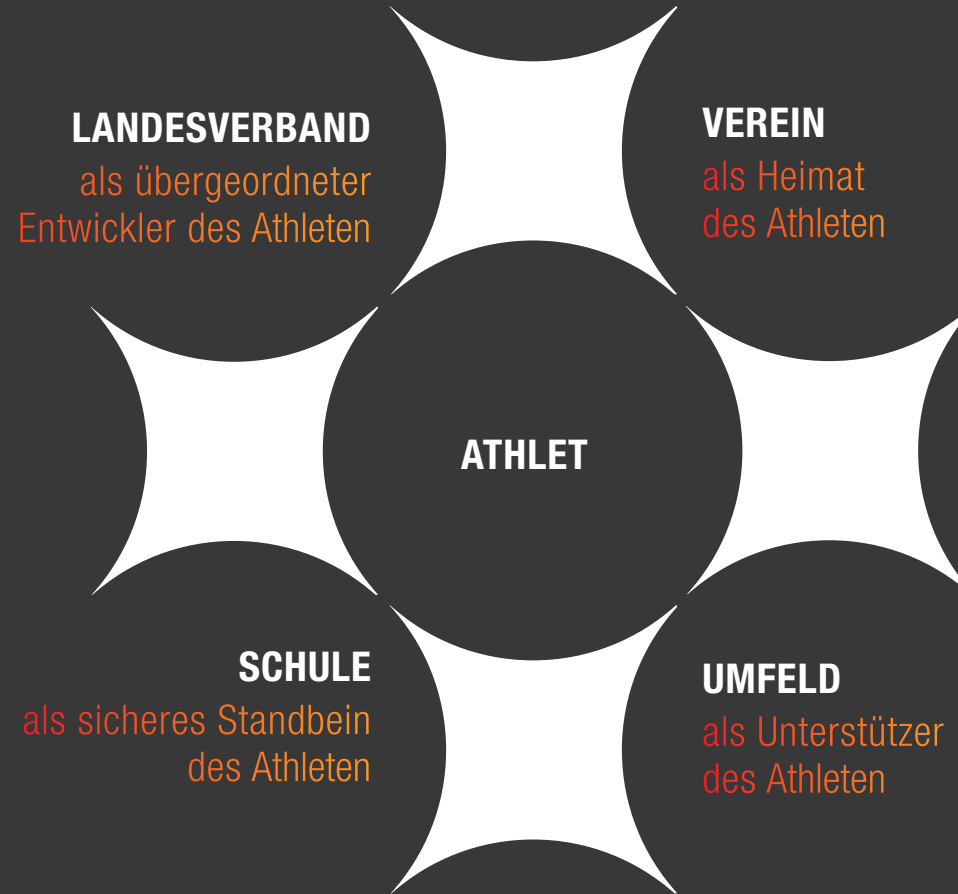 LANDESVERBAND
als übergeordneter
Entwickler des Athleten
VEREIN
als Heimat
des Athleten
ATHLET
SCHULE
als sicheres Standbein
des Athleten
UMFELD
als Unterstützer
des Athleten